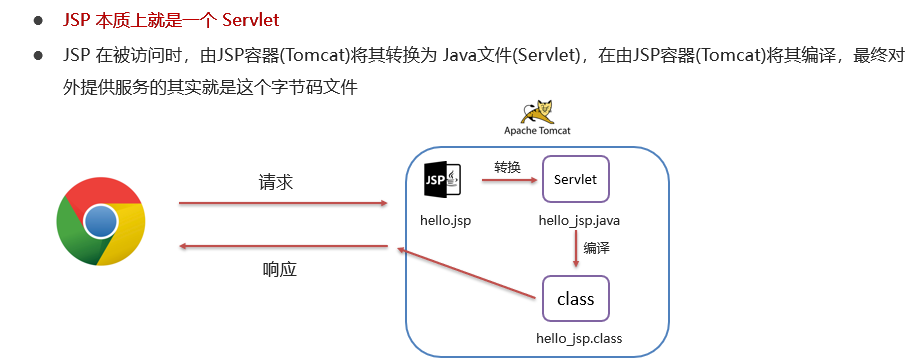 JSP 本质上就是一个 Servlet
JSP 在被访问时，由JSP容器(Tomcat)将其转换为 Java文件(Servlet)，在由JSP容器(Tomcat)将其编译，最终对
外提供服务的其实就是这个字节码文件
Apache Tomcat
请求
JSP
转换
Servlet
hello.jsp
hello_jsp.java
编译
响应
class
hello_jsp.class